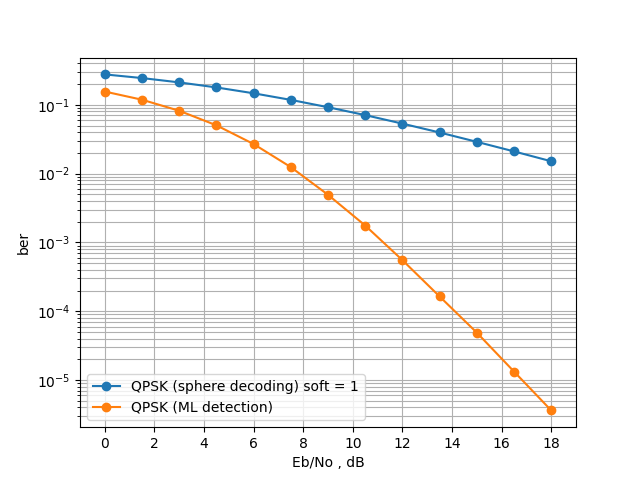 ber
10⁻¹
10⁻²
10⁻³
10⁻⁴
10⁻⁵
QPSK (sphere decoding) soft = 1
QPSK (ML detection)
0 2 4 6 8 10 12 14 16 18
Eb/No , dB